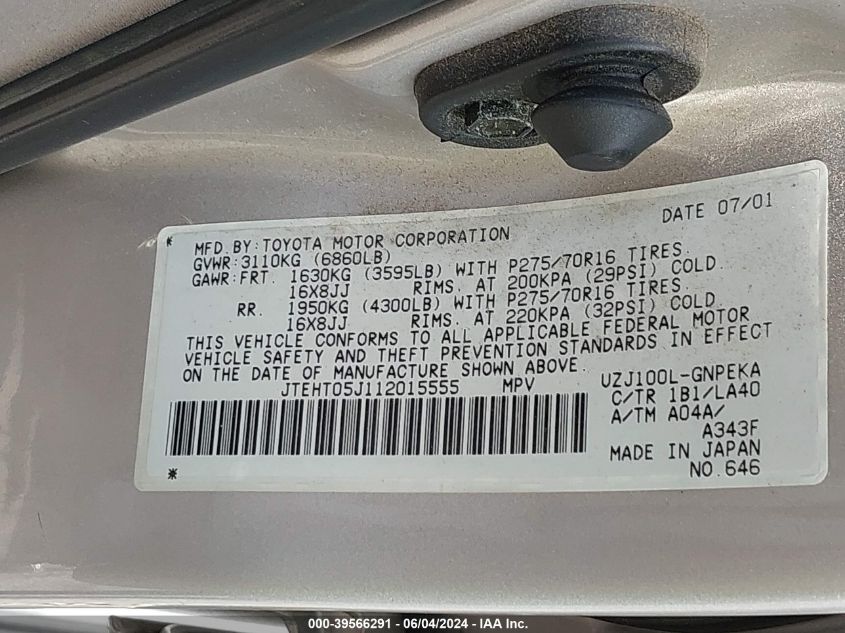 DATE 07/01
* MFD.BY:TOYOTA MOTOR CORPORATION
GVWR:3110KG (6860LB)
GAWR:FRT. 1630KG (3595LB) WITH P275/70R16 TIRES.
16X8JJ RIMS. AT 200KPA (29PSI) COLD.
RR. 1950KG (4300LB) WITH P275/70R16 TIRES.
16X8JJ RIMS. AT 220KPA (32PSI) COLD.
THIS VEHICLE CONFORMS TO ALL APPLICABLE FEDERAL MOTOR
VEHICLE SAFETY AND THEFT PREVENTION STANDARDS IN EFFECT
ON THE DATE OF MANUFACTURE SHOWN ABOVE.
JTEHT05J112015555 MPV UZJ100L-GNPEKA
C/TR 1B1/LA40
A/TM A04A/
A343F
MADE IN JAPAN
* NO.646
000-39566291 - 06/04/2024 - IAA Inc.